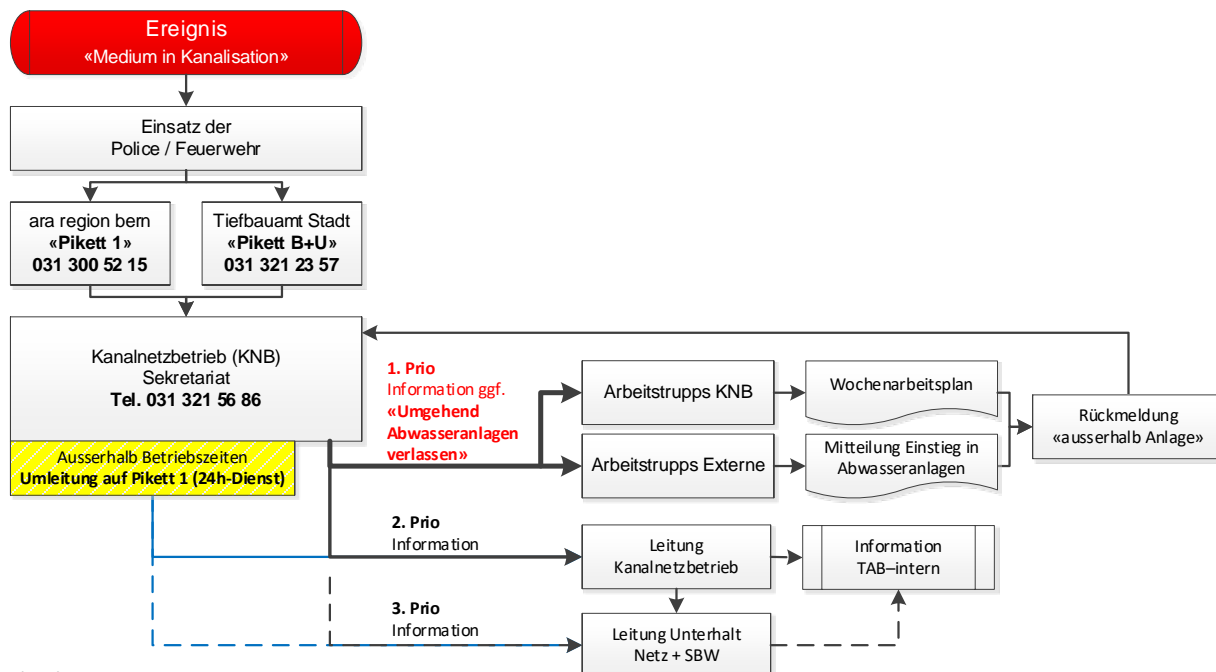 Ereignis
«Medium in Kanalisation»
Einsatz der
Police / Feuerwehr
ara region bern
«Pikett 1»
031 300 52 15
Tiefbauamt Stadt
«Pikett B+U»
031 321 23 57
Kanalnetzbetrieb (KNB)
Sekretariat
Tel. 031 321 56 86
Ausserhalb Betriebszeiten
Umleitung auf Pikett 1 (24h-Dienst)
1. Prio
Information ggf.
«Umgehend
Abwasseranlagen
verlassen»
Arbeitstrupps KNB
Wochenarbeitsplan
Arbeitstrupps Externe
Mitteilung Einstieg in
Abwasseranlagen
Rückmeldung
«ausserhalb Anlage»
2. Prio
Information
Leitung
Kanalnetzbetrieb
Information
TAB–intern
3. Prio
Information
Leitung Unterhalt
Netz + SBW